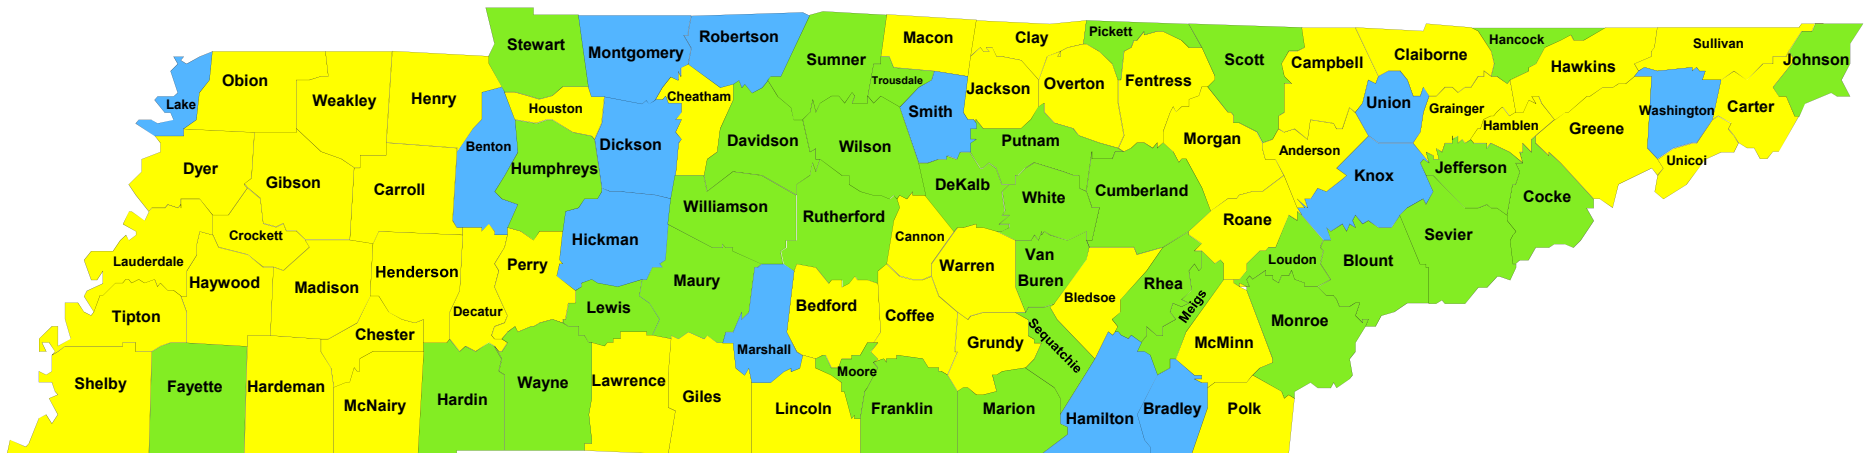 Stewart
Montgomery
Robertson
Sumner
Macon
Clay
Pickett
Scott
Campbell
Claiborne
Hancock
Hawkins
Sullivan
Johnson
Lake
Obion
Weakley
Henry
Houston
Cheatham
Trousdale
Smith
Jackson
Overton
Fentress
Union
Grainger
Hamblen
Greene
Washington
Carter
Unicoi
Benton
Dickson
Humphreys
Davidson
Wilson
Putnam
Morgan
Anderson
Knox
Jefferson
Cocke
Dyer
Gibson
Carroll
Williamson
Rutherford
DeKalb
White
Cumberland
Roane
Sevier
Crockett
Hickman
Cannon
Lauderdale
Haywood
Madison
Henderson
Perry
Maury
Warren
Van
Buren
Bledsoe
Rhea
Meigs
Loudon
Blount
Tipton
Chester
Decatur
Lewis
Marshall
Bedford
Coffee
Grundy
Sequatchie
McMinn
Monroe
Shelby
Fayette
Hardeman
McNairy
Hardin
Wayne
Lawrence
Giles
Lincoln
Moore
Franklin
Marion
Hamilton
Bradley
Polk